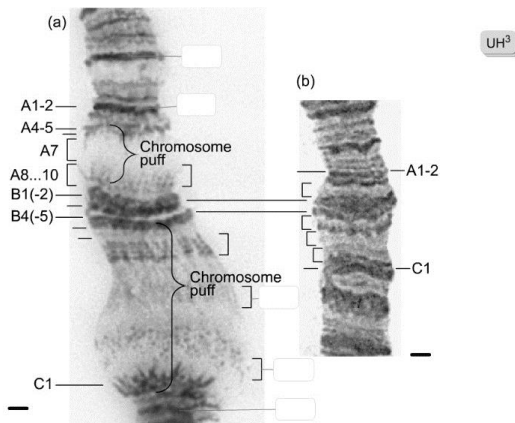 (a)
UH³
A1-2
A4-5
A7
A8...10
B1(-2)
B4(-5)
C1
Chromosome
puff
Chromosome
puff
(b)
A1-2
C1